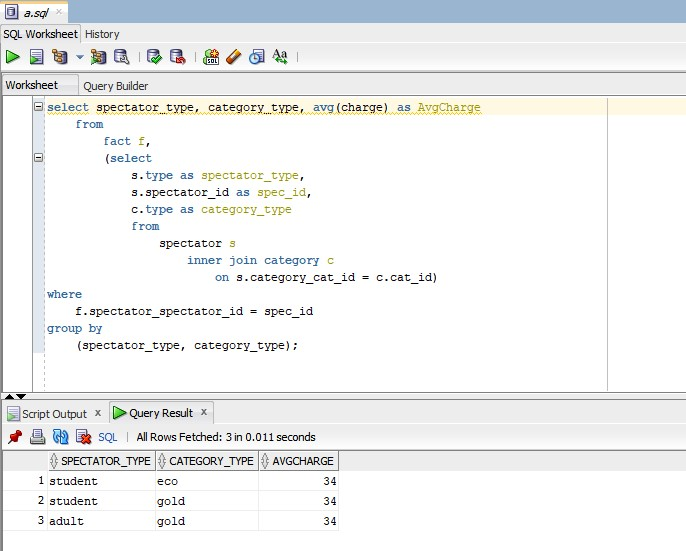 a.sql
SQL Worksheet History
Aa
Worksheet Query Builder
select spectator_type, category_type, avg(charge) as AvgCharge
from
fact f,
(select
s.type as spectator_type,
s.spectator_id as spec_id,
c.type as category_type
from
spectator s
inner join category c
on s.category_cat_id = c.cat_id)
where
f.spectator_spectator_id = spec_id
group by
(spectator_type, category_type);
Script Output x Query Result x
SQL | All Rows Fetched: 3 in 0.011 seconds
SPECTATOR_TYPE CATEGORY_TYPE AVGCHARGE
1 student eco 34
2 student gold 34
3 adult gold 34